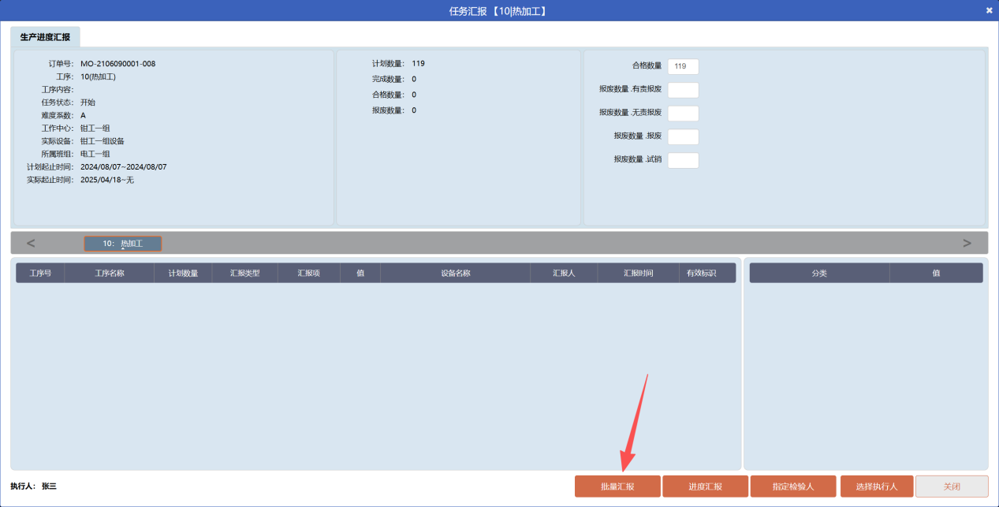 任务汇报 【10|热加工】
生产进度汇报
订单号： MO-2106090001-008
工序： 10(热加工)
工序内容：
任务状态： 开始
难度系数： A
工作中心： 钳工一组
实际设备： 钳工一组设备
所属班组： 电工一组
计划起止时间： 2024/08/07~2024/08/07
实际起止时间： 2025/04/18~无
计划数量： 119
完成数量： 0
合格数量： 0
报废数量： 0
合格数量 119
报废数量 .有责报废
报废数量 .无责报废
报废数量 .报废
报废数量 .试销
< 10： 热加工 >
工序号 工序名称 计划数量 汇报类型 汇报项 值 设备名称 汇报人 汇报时间 有效标识
分类 值
执行人： 张三
批量汇报 进度汇报 指定检验人 选择执行人 关闭